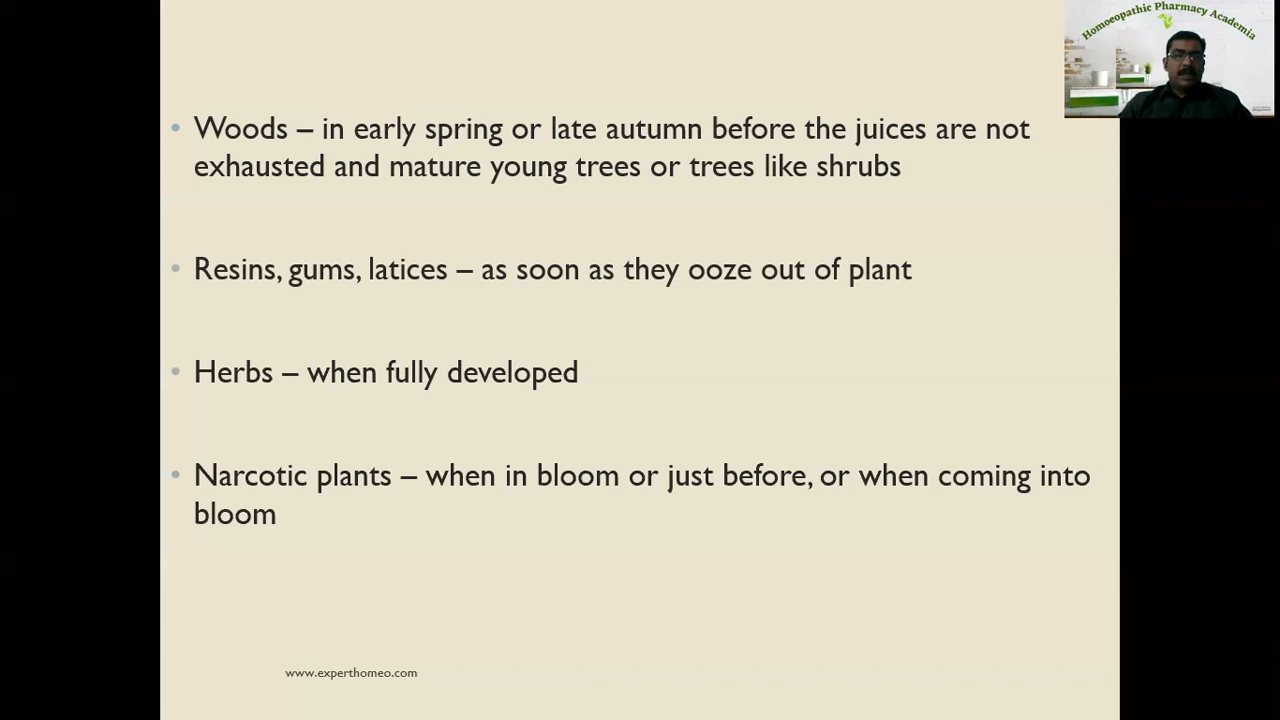 Homoeopathic Pharmacy Academia
• Woods – in early spring or late autumn before the juices are not
exhausted and mature young trees or trees like shrubs
• Resins, gums, latices – as soon as they ooze out of plant
• Herbs – when fully developed
• Narcotic plants – when in bloom or just before, or when coming into
bloom
www.experthomeo.com